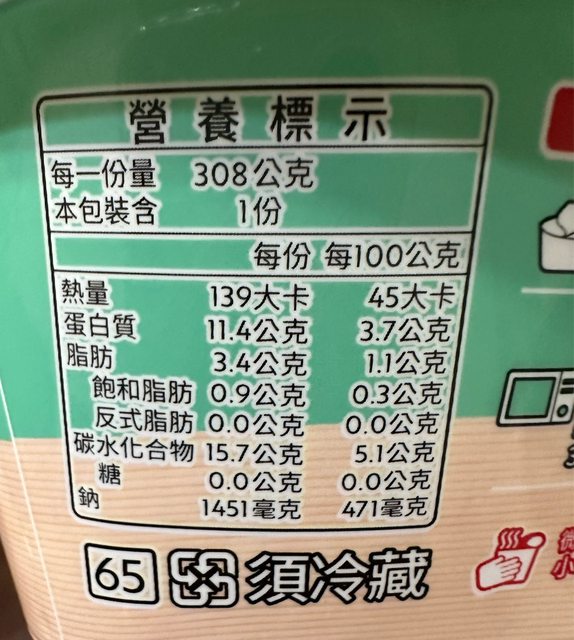 營養標示
每一份量 308公克
本包裝含 1份
每份 每100公克
熱量 139大卡 45大卡
蛋白質 11.4公克 3.7公克
脂肪 3.4公克 1.1公克
飽和脂肪 0.9公克 0.3公克
反式脂肪 0.0公克 0.0公克
碳水化合物 15.7公克 5.1公克
糖 0.0公克 0.0公克
鈉 1451毫克 471毫克
65 須冷藏
小